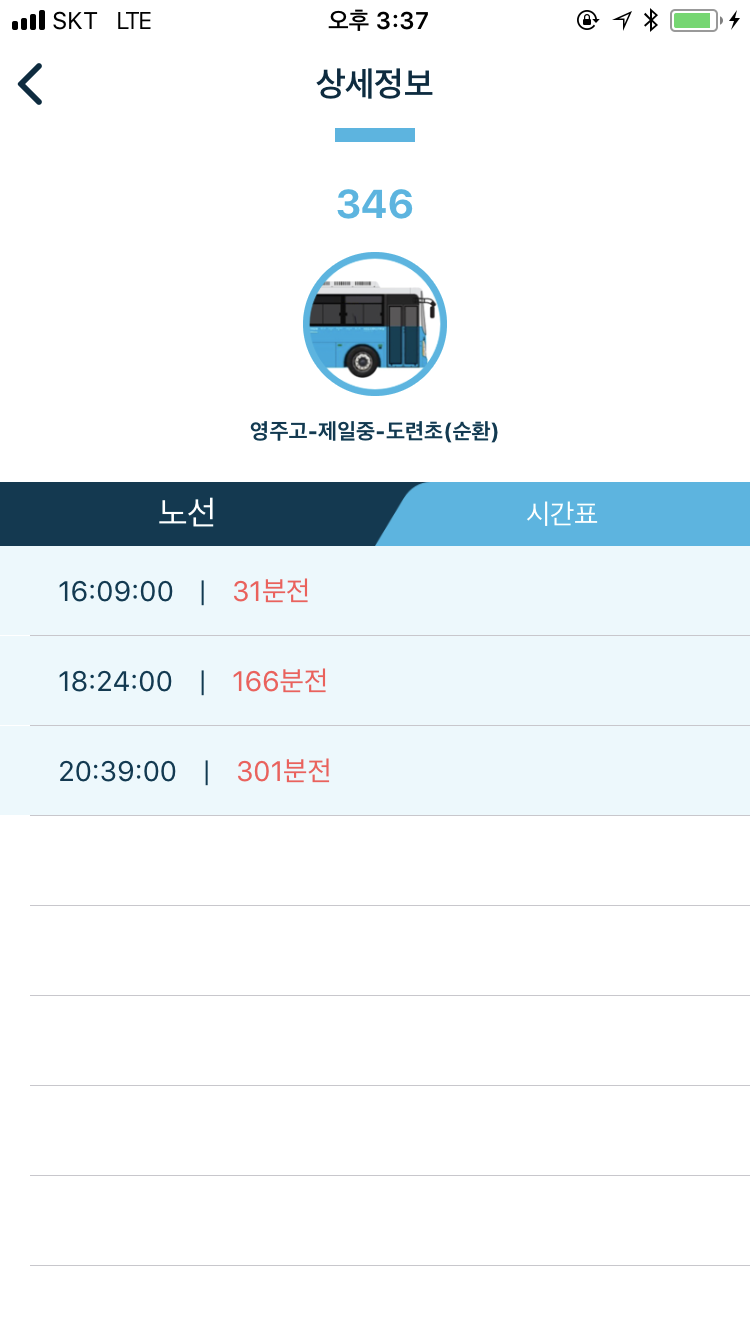 SKT LTE 오후 3:37
상세정보
346
영주고-제일중-도련초(순환)
노선 시간표
16:09:00 | 31분전
18:24:00 | 166분전
20:39:00 | 301분전